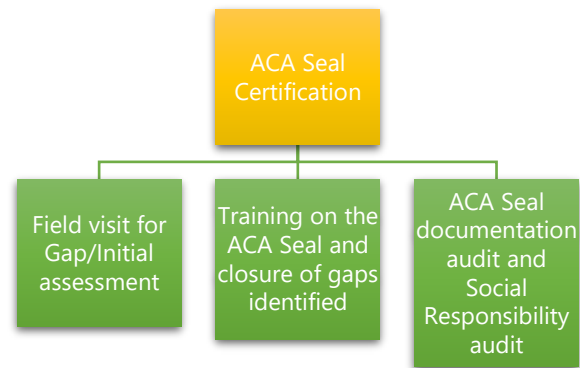 ACA Seal
Certification
Field visit for
Gap/Initial
assessment
Training on the
ACA Seal and
closure of gaps
identified
ACA Seal
documentation
audit and
Social
Responsibility
audit